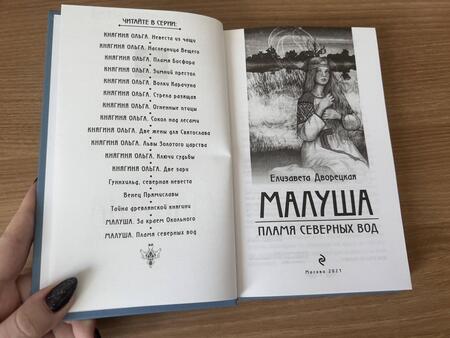 ЧИТАЙТЕ В СЕРИИ:
КНЯГИНЯ ОЛЬГА. Невеста из чащи
КНЯГИНЯ ОЛЬГА. Наследница Вещего
КНЯГИНЯ ОЛЬГА. Пламя Босфора
КНЯГИНЯ ОЛЬГА. Зимний престол
КНЯГИНЯ ОЛЬГА. Волки Карачуна
КНЯГИНЯ ОЛЬГА. Стрела разящая
КНЯГИНЯ ОЛЬГА. Огненные птицы
КНЯГИНЯ ОЛЬГА. Сокол над лесами
КНЯГИНЯ ОЛЬГА. Две жены для Святослава
КНЯГИНЯ ОЛЬГА. Львы Золотого царства
КНЯГИНЯ ОЛЬГА. Ключи судьбы
КНЯГИНЯ ОЛЬГА. Две зари
Гуннхильд, северная невеста
Венец Прямиславы
Тайна древлянской княгини
МАЛУША. За краем Окольного
МАЛУША. Пламя северных вод
Елизавета Дворецкая
МАЛУША
ПЛАМЯ СЕВЕРНЫХ ВОД
Москва 2021